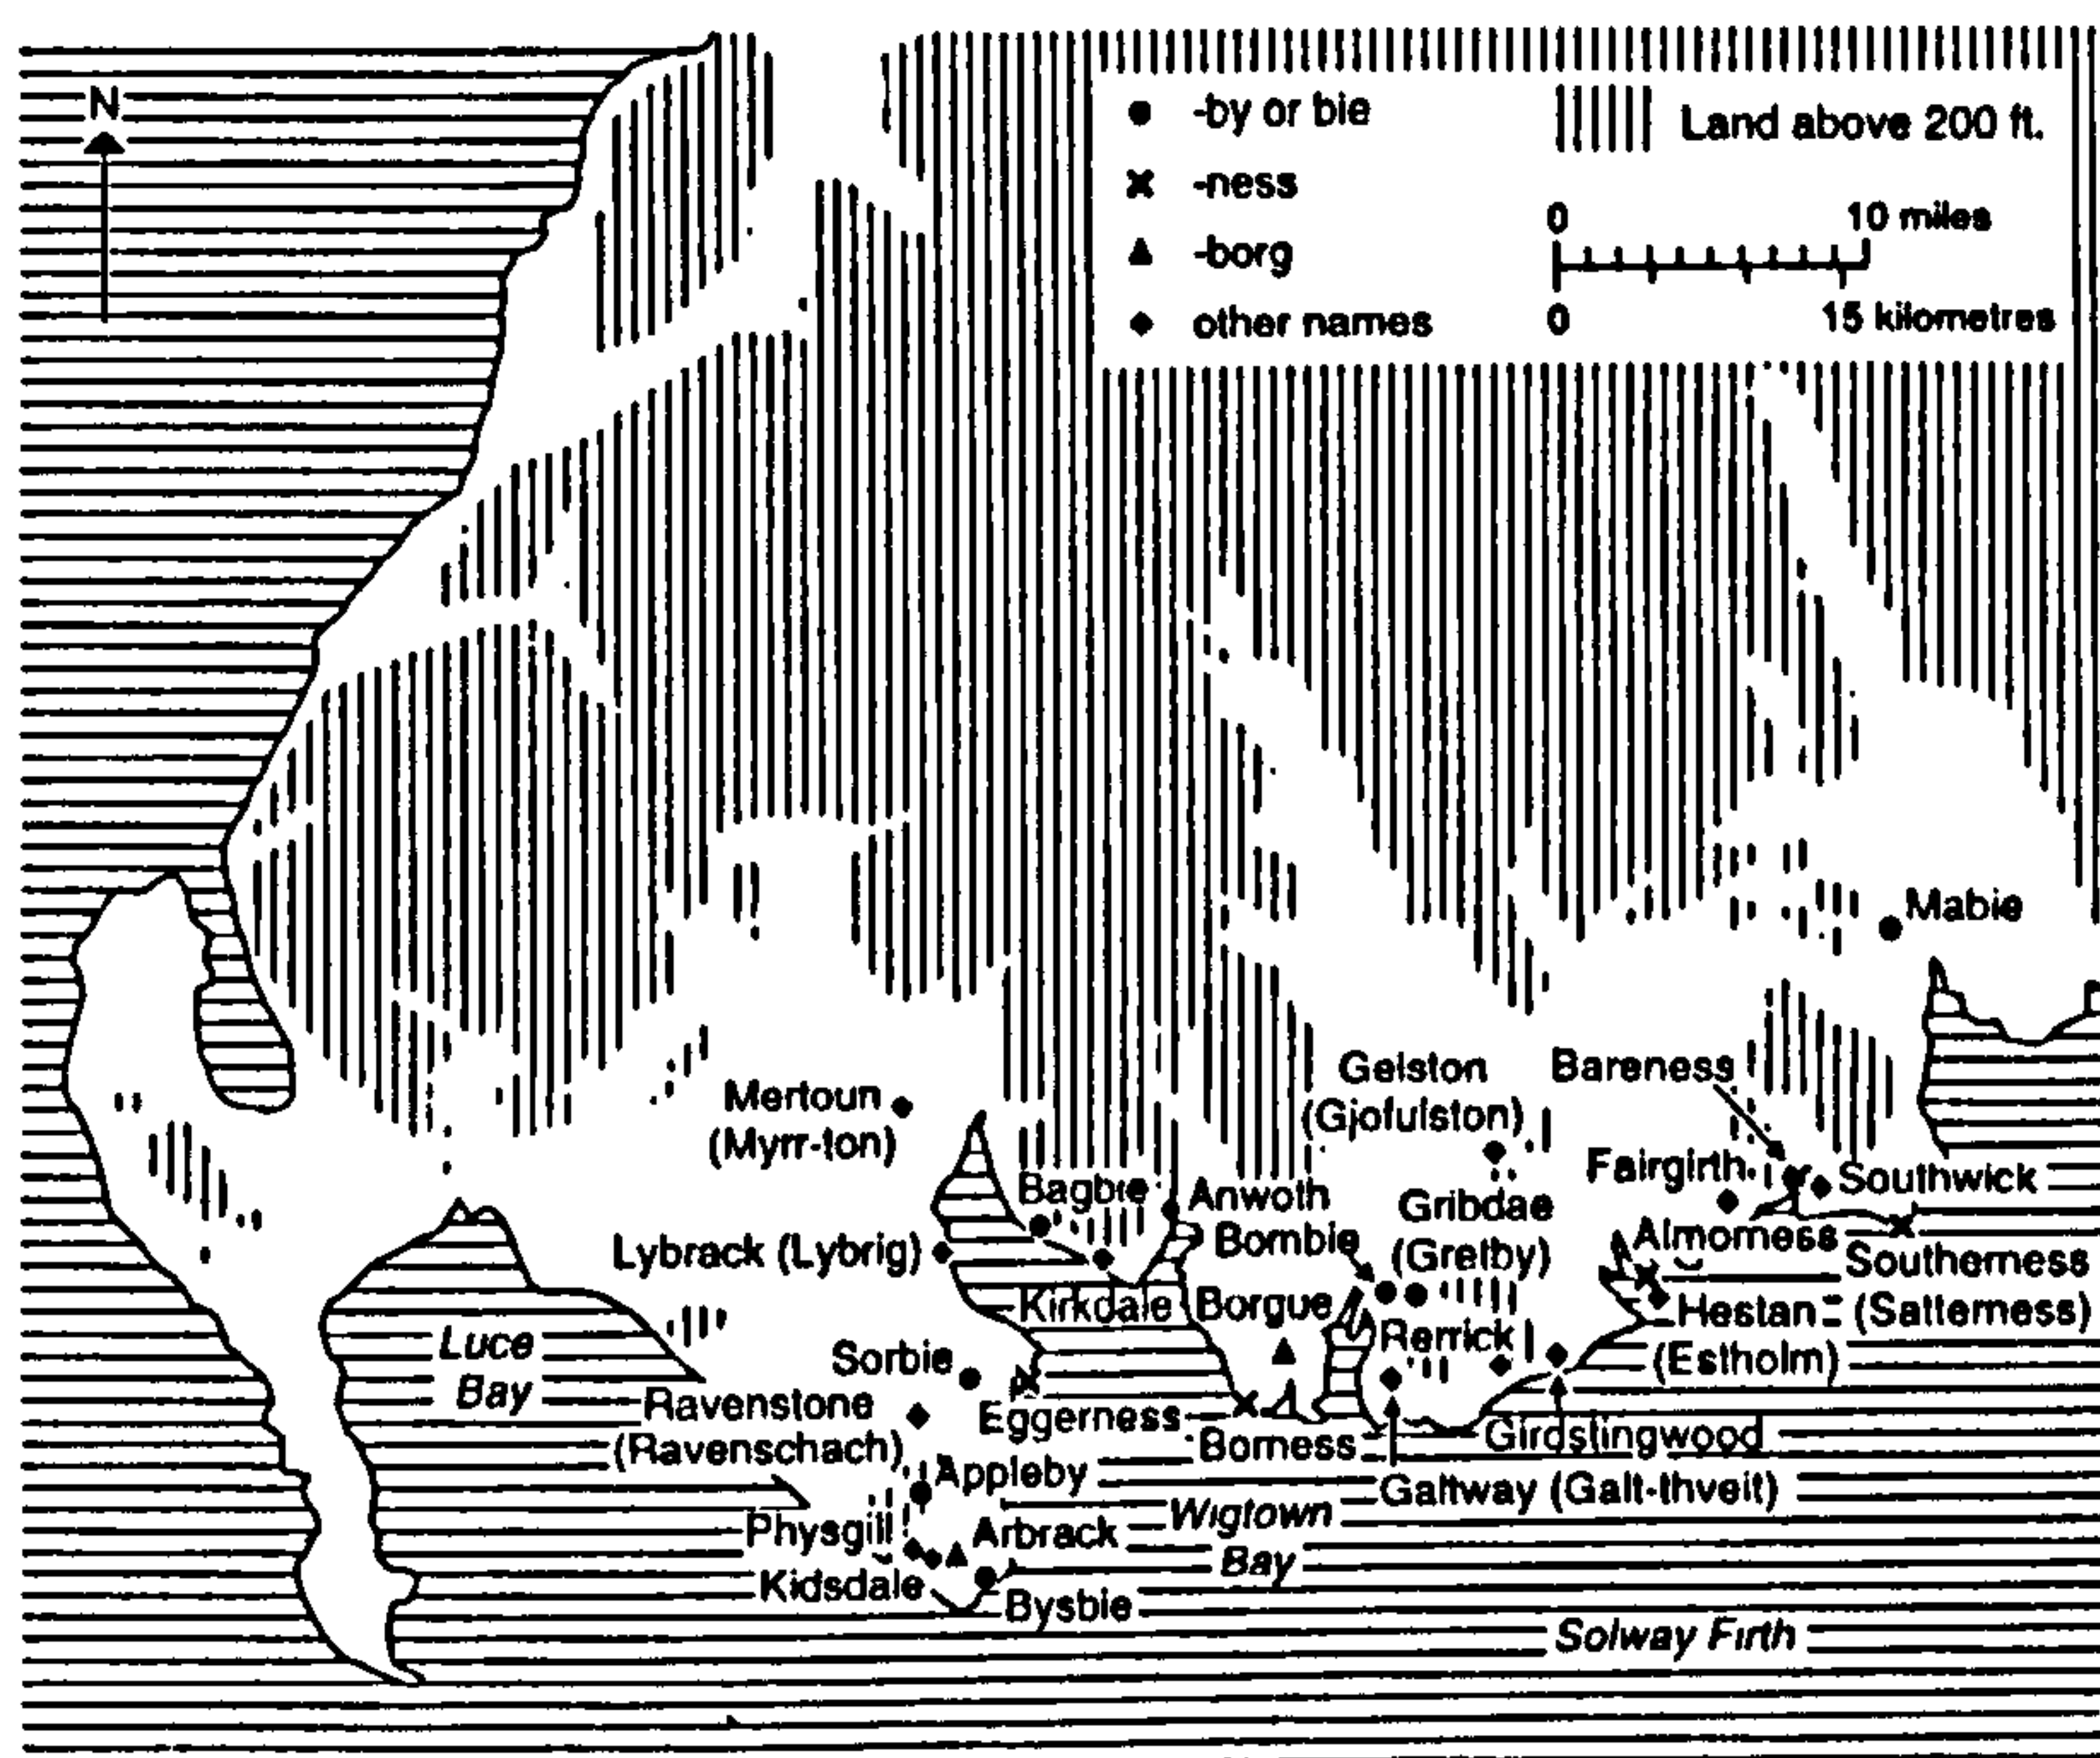 N
-by or bie
-ness
-borg
other names
Land above 200 ft.
0 10 miles
0 15 kilometres
Mabie
Mertoun
(Myrr-ton)
Gelston
(Gjofulston)
Bareness
Fairgirth
Southwick
Bagbie
Anwoth
Gribdae
(Gretby)
Bombie
Lybrack (Lybrig)
Almorness
Southerness
(Satterness)
Kirkdale
Borgue
Hestan
(Estholm)
Rerrick
Luce
Bay
Sorbie
Ravenstone
(Ravenschach)
Eggerness
Borness
Girdstingwood
Galtway (Galt-thveit)
Appleby
Wigtown
Bay
Physgill
Arbrack
Kidsdale
Bysbie
Solway Firth